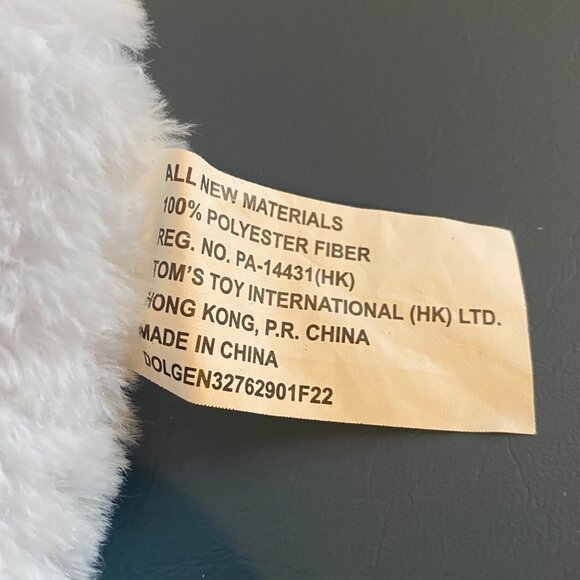 ALL NEW MATERIALS
100% POLYESTER FIBER
REG. NO. PA-14431(HK)
TOM'S TOY INTERNATIONAL (HK) LTD.
HONG KONG, P.R. CHINA
MADE IN CHINA
DOLGEN32762901F22